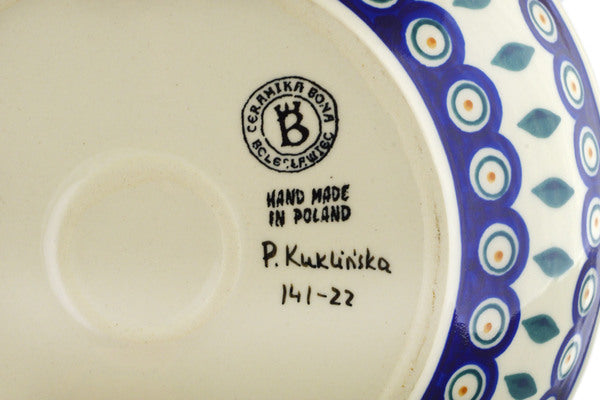 CERAMIKA BONA
B
BOLESŁAWIEC
HAND MADE
IN POLAND
P. Kuklińska
141-22